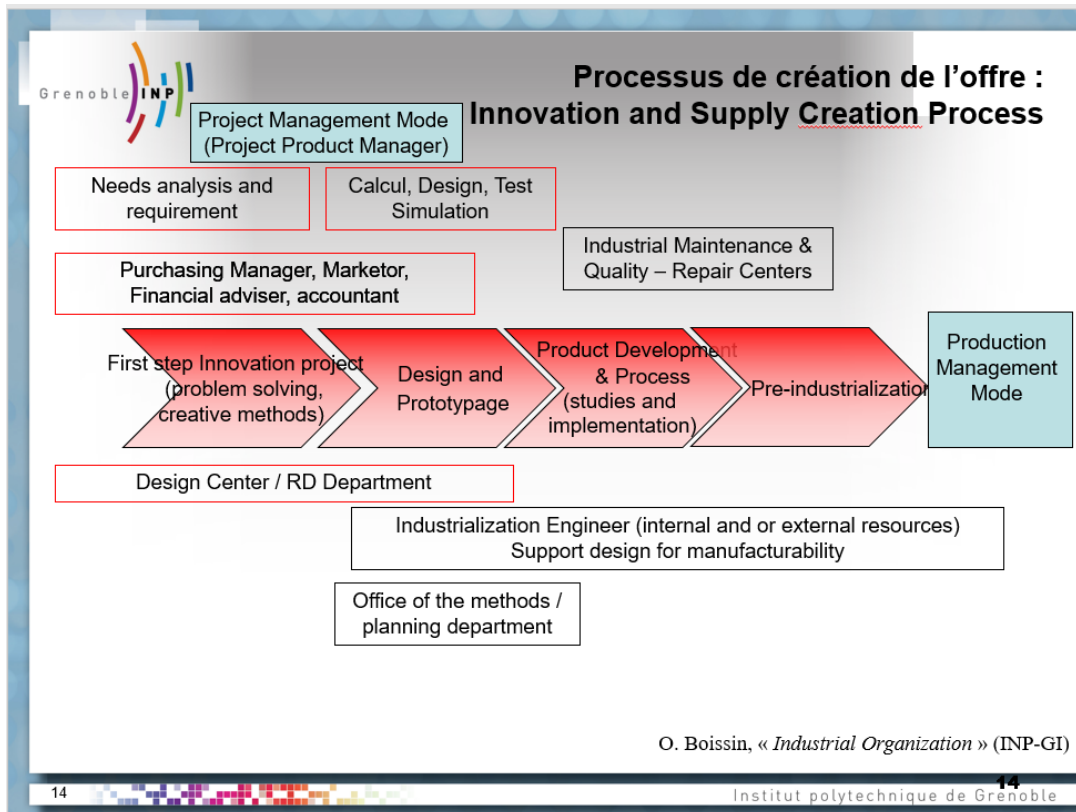 Grenoble INP
Processus de création de l’offre :
Innovation and Supply Creation Process
Project Management Mode
(Project Product Manager)
Needs analysis and
requirement
Calcul, Design, Test
Simulation
Industrial Maintenance &
Quality – Repair Centers
Purchasing Manager, Marketor,
Financial adviser, accountant
First step Innovation project
(problem solving,
creative methods)
Design and
Prototypage
Product Development
& Process
(studies and
implementation)
Pre-industrialization
Production
Management
Mode
Design Center / RD Department
Industrialization Engineer (internal and or external resources)
Support design for manufacturability
Office of the methods /
planning department
O. Boissin, « Industrial Organization » (INP-GI)
14
14
Institut polytechnique de Grenoble